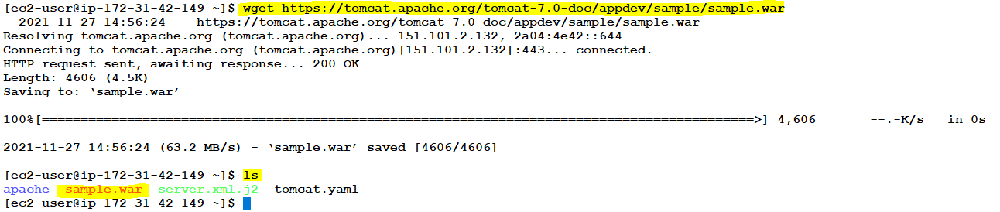 [ec2-user@ip-172-31-42-149 ~]$ wget https://tomcat.apache.org/tomcat-7.0-doc/appdev/sample/sample.war
--2021-11-27 14:56:24--  https://tomcat.apache.org/tomcat-7.0-doc/appdev/sample/sample.war
Resolving tomcat.apache.org (tomcat.apache.org)... 151.101.2.132, 2a04:4e42::644
Connecting to tomcat.apache.org (tomcat.apache.org)|151.101.2.132|:443... connected.
HTTP request sent, awaiting response... 200 OK
Length: 4606 (4.5K)
Saving to: ‘sample.war’
100%[============================================================================================>] 4,606       --.-K/s   in 0s
2021-11-27 14:56:24 (63.2 MB/s) - ‘sample.war’ saved [4606/4606]
[ec2-user@ip-172-31-42-149 ~]$ ls
apache  sample.war  server.xml.j2  tomcat.yaml
[ec2-user@ip-172-31-42-149 ~]$